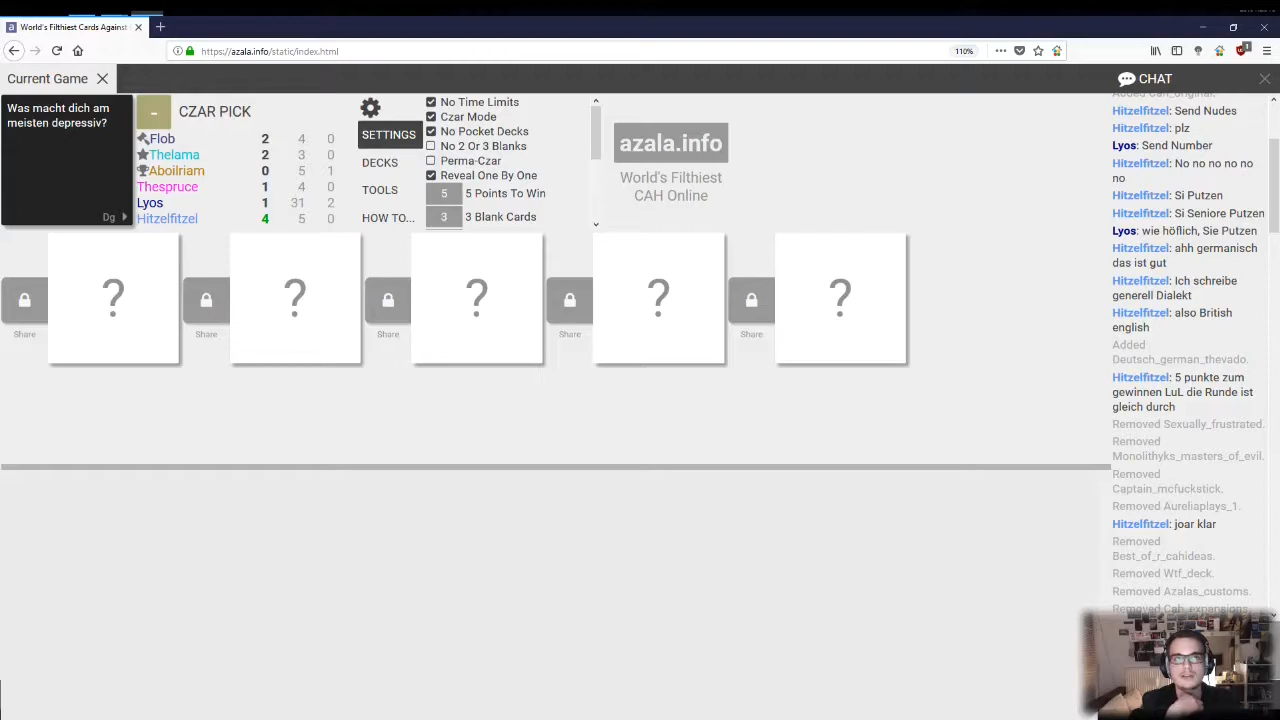 World's Filthiest Cards Against
https://azala.info/static/index.html
110%
1
Current Game
CHAT
Was macht dich am
meisten depressiv?
Dg
-
CZAR PICK
Flob 2 4 0
Thelama 2 3 0
Aboilriam 0 5 1
Thespruce 1 4 0
Lyos 1 31 2
Hitzelfitzel 4 5 0
SETTINGS
DECKS
TOOLS
HOW TO...
No Time Limits
Czar Mode
No Pocket Decks
No 2 Or 3 Blanks
Perma-Czar
Reveal One By One
5 5 Points To Win
3 3 Blank Cards
azala.info
World's Filthiest
CAH Online
? ? ? ? ?
Share Share Share Share Share
Added Cah_original.
Hitzelfitzel: Send Nudes
Hitzelfitzel: plz
Lyos: Send Number
Hitzelfitzel: No no no no no
no
Hitzelfitzel: Si Putzen
Hitzelfitzel: Si Seniore Putzen
Lyos: wie höflich, Sie Putzen
Hitzelfitzel: ahh germanisch
das ist gut
Hitzelfitzel: Ich schreibe
generell Dialekt
Hitzelfitzel: also British
english
Added
Deutsch_german_thevado.
Hitzelfitzel: 5 punkte zum
gewinnen LuL die Runde ist
gleich durch
Removed Sexually_frustrated.
Removed
Monolithyks_masters_of_evil.
Removed
Captain_mcfuckstick.
Removed Aureliaplays_1.
Hitzelfitzel: joar klar
Removed
Best_of_r_cahideas.
Removed Wtf_deck.
Removed Azalas_customs.
Removed Cah_expansions.